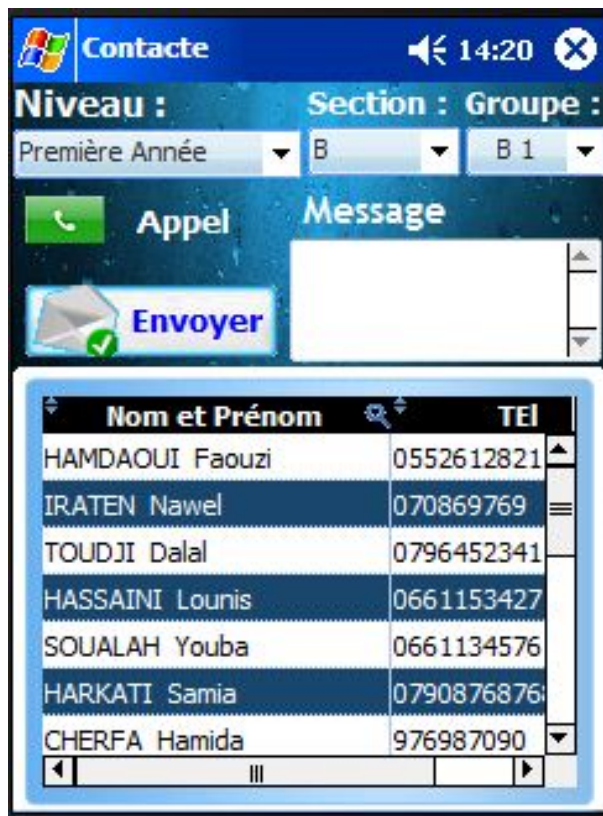 Contacte 14:20
Niveau : Section : Groupe :
Première Année B B 1
Appel Message
Envoyer
Nom et Prénom TEl
HAMDAOUI Faouzi 0552612821
IRATEN Nawel 070869769
TOUDJI Dalal 0796452341
HASSAINI Lounis 0661153427
SOUALAH Youba 0661134576
HARKATI Samia 0790876876
CHERFA Hamida 976987090